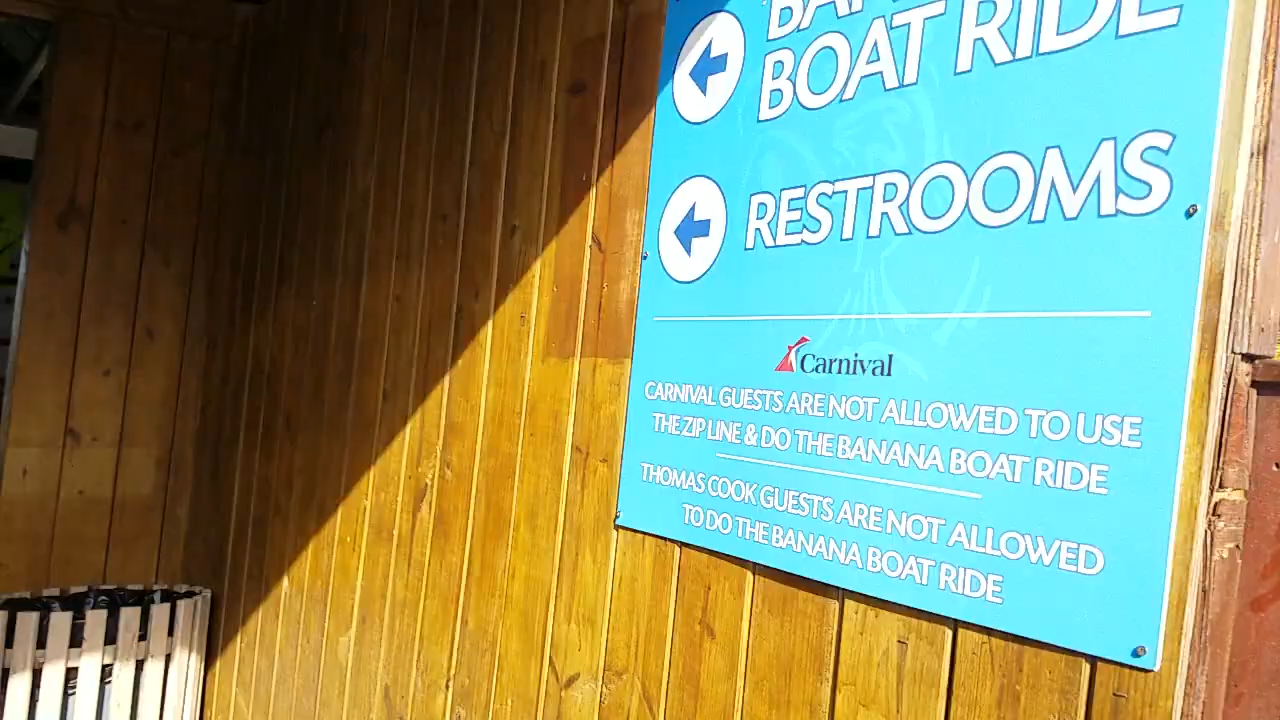 BOAT RIDE
RESTROOMS
Carnival
CARNIVAL GUESTS ARE NOT ALLOWED TO USE
THE ZIP LINE & DO THE BANANA BOAT RIDE
THOMAS COOK GUESTS ARE NOT ALLOWED
TO DO THE BANANA BOAT RIDE